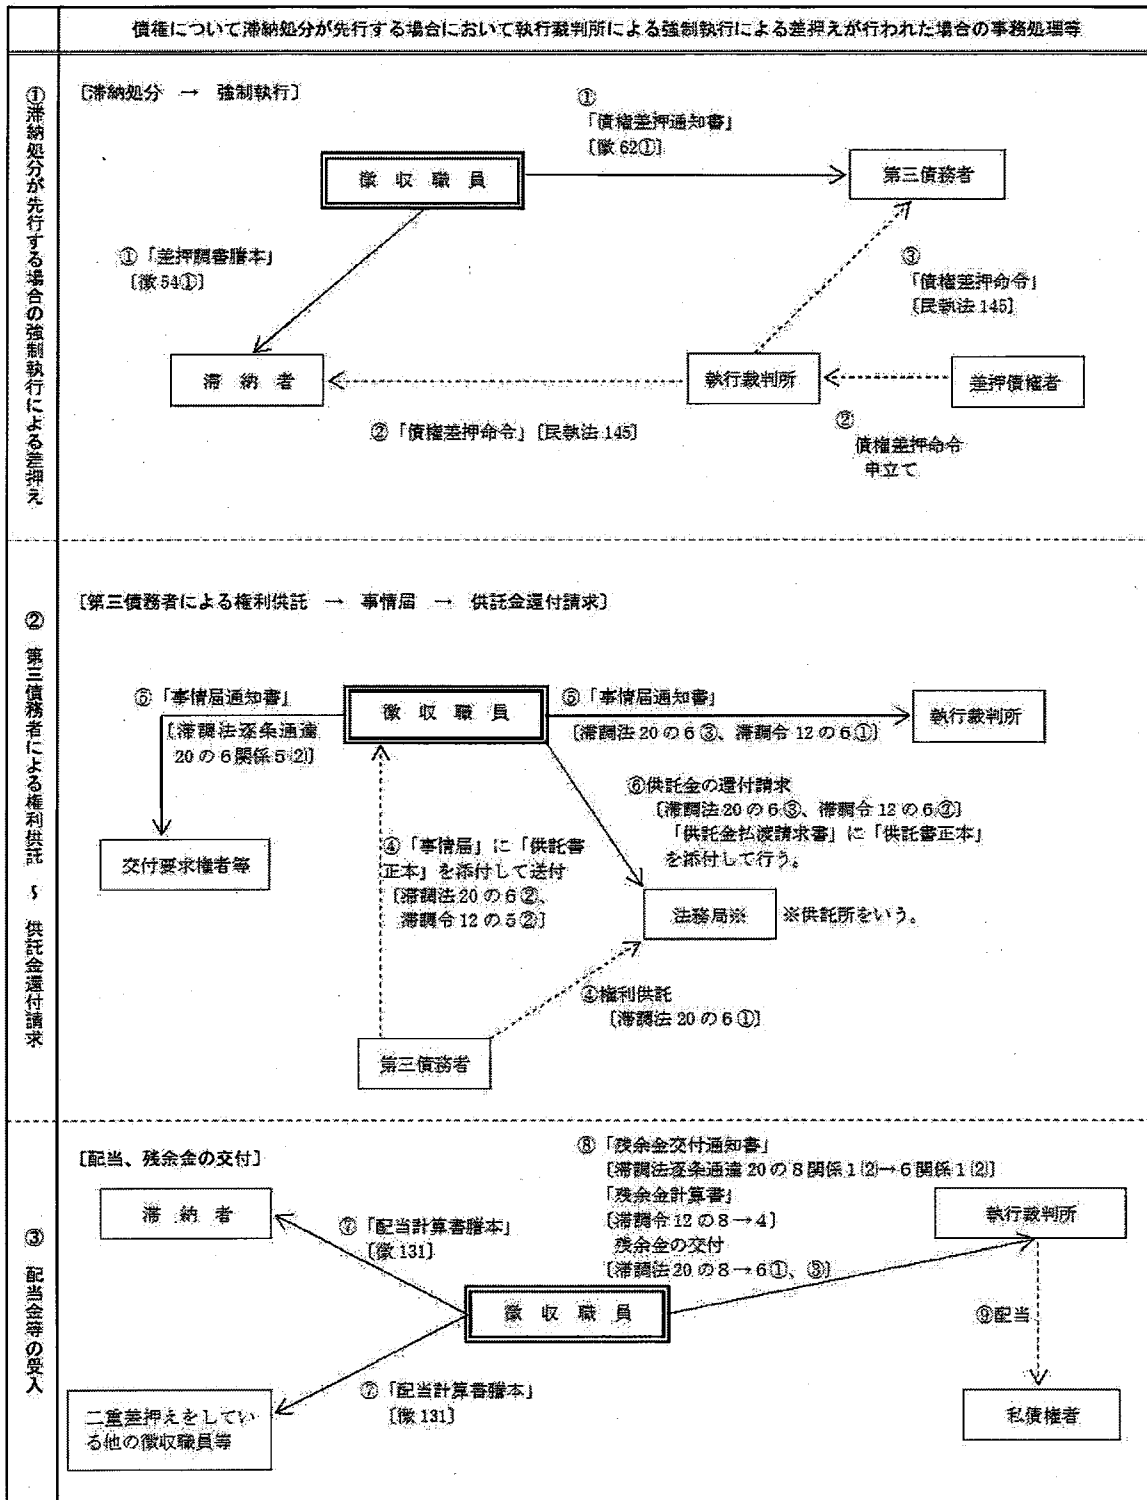 債権について滞納処分が先行する場合において執行裁判所による強制執行による差押えが行われた場合の事務処理等
①滞納処分が先行する場合の強制執行による差押え
〔滞納処分 → 強制執行〕
①
「債権差押通知書」
〔徴62①〕
徴収職員
第三債務者
①「差押調書謄本」
〔徴54①〕
③
「債権差押命令」
〔民執法145〕
滞納者
執行裁判所
差押債権者
②「債権差押命令」〔民執法145〕
②
債権差押命令
申立て
② 第三債務者による権利供託 〜 供託金還付請求
〔第三債務者による権利供託 → 事情届 → 供託金還付請求〕
⑤「事情届通知書」
〔滞調法逐条通達
20の6関係5(2)〕
徴収職員
⑤「事情届通知書」
〔滞調法20の6③、滞調令12の6①〕
執行裁判所
⑥供託金の還付請求
〔滞調法20の6③、滞調令12の6②〕
「供託金払渡請求書」に「供託書正本」
を添付して行う。
交付要求権者等
④「事情届」に「供託書
正本」を添付して送付
〔滞調法20の6②、
滞調令12の5②〕
法務局※
※供託所をいう。
④権利供託
〔滞調法20の6①〕
第三債務者
③ 配当金等の受入
〔配当、残余金の交付〕
⑧「残余金交付通知書」
〔滞調法逐条通達20の8関係1(2)→6関係1(2)〕
「残余金計算書」
〔滞調令12の8→4〕
残余金の交付
〔滞調法20の8→6①、③〕
滞納者
⑦「配当計算書謄本」
〔徴131〕
執行裁判所
徴収職員
⑨配当
⑦「配当計算書謄本」
〔徴131〕
二重差押えをしてい
る他の徴収職員等
私債権者